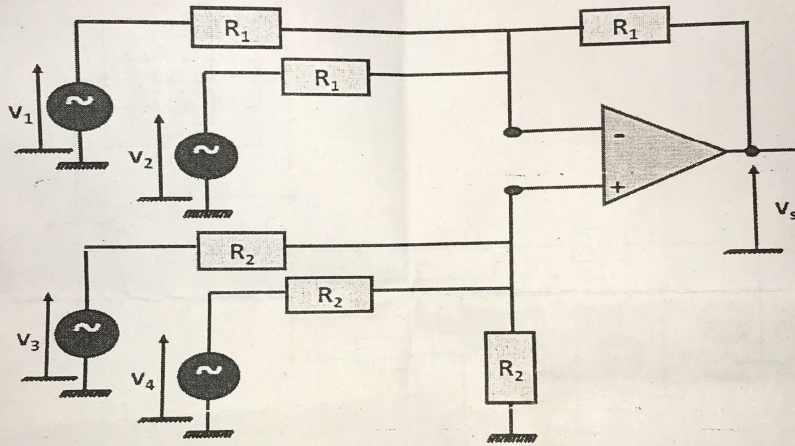 R₁
R₁
R₁
V₁
V₂
-
+
Vₛ
R₂
R₂
V₃
V₄
R₂